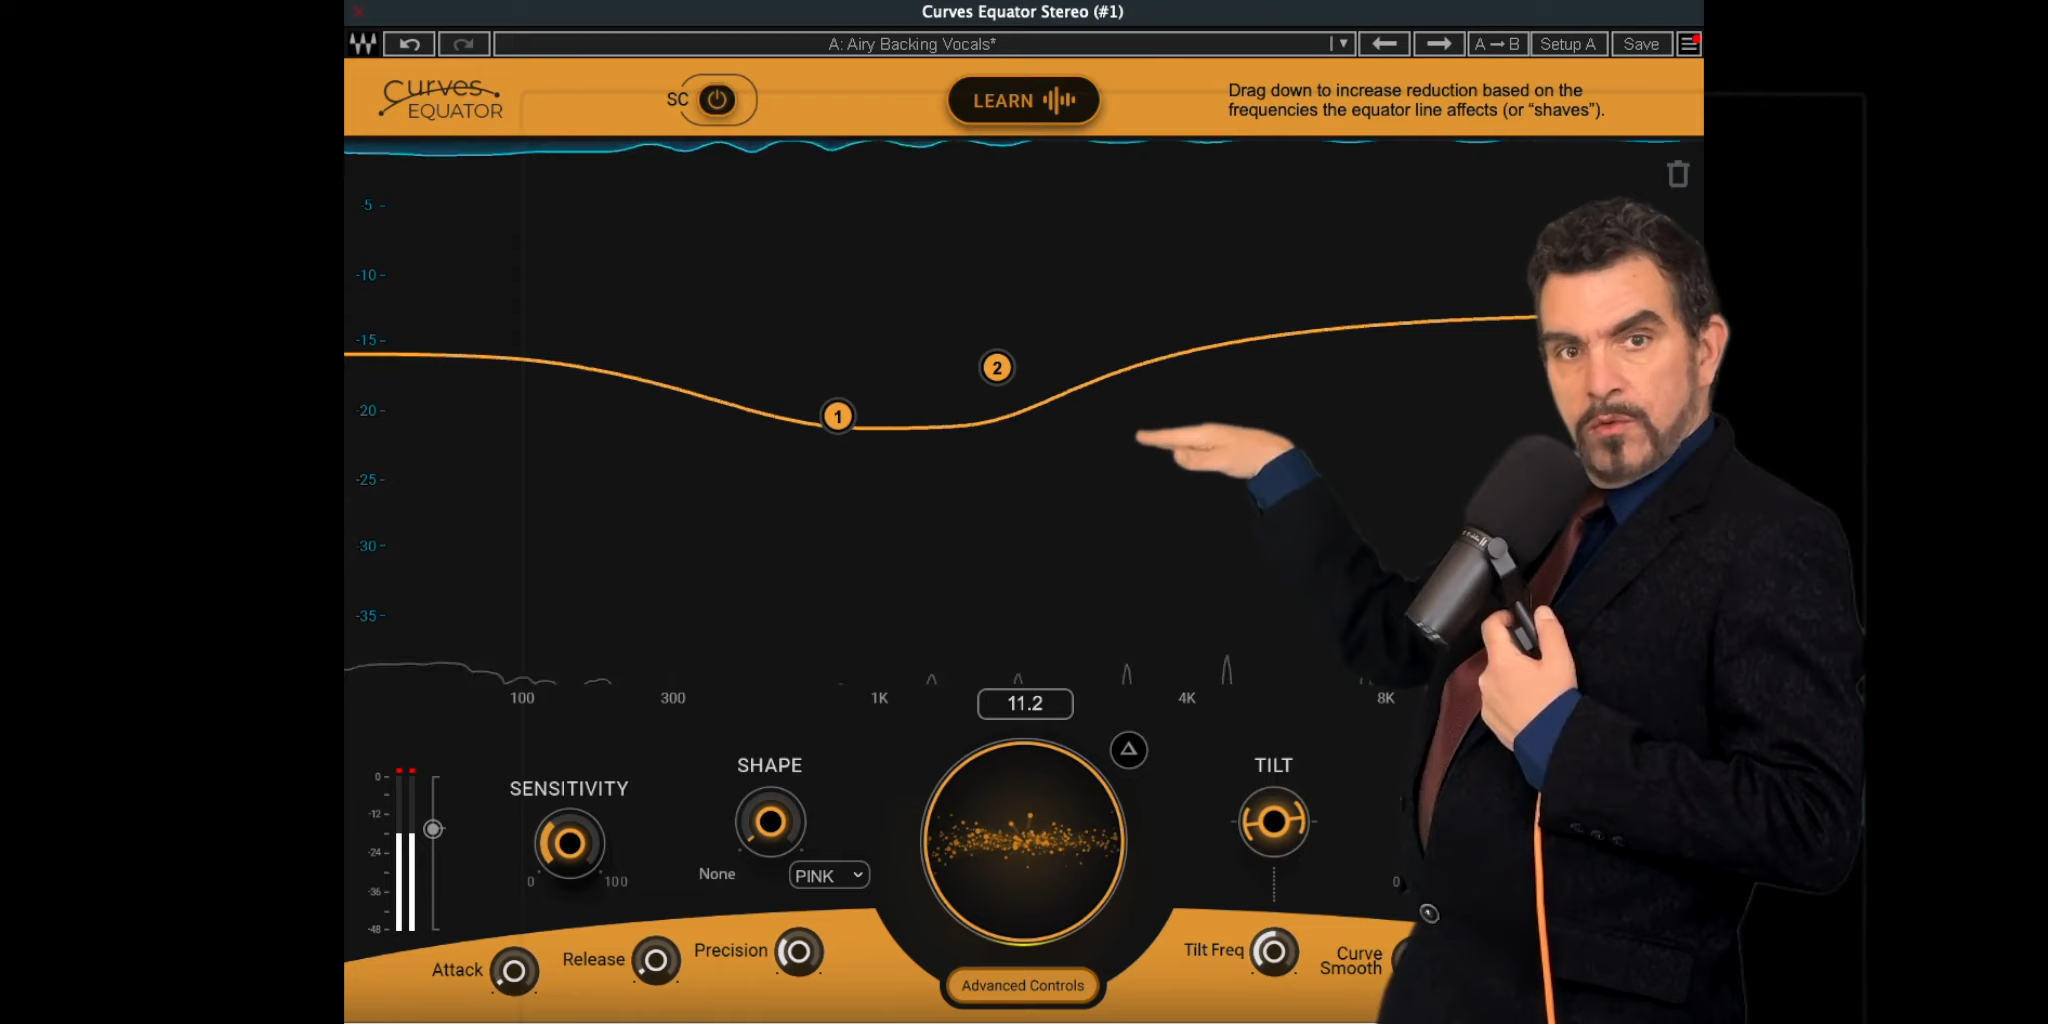 Curves Equator Stereo (#1)
A: Airy Backing Vocals*
A→B
Setup A
Save
curves
EQUATOR
SC
LEARN
Drag down to increase reduction based on the
frequencies the equator line affects (or “shaves”).
-5
-10
-15
-20
-25
-30
-35
1
2
100
300
1K
4K
8K
11.2
SENSITIVITY
0
100
SHAPE
None
PINK
TILT
0
0
-12
-24
-36
-48
Attack
Release
Precision
Tilt Freq
Curve
Smooth
Advanced Controls